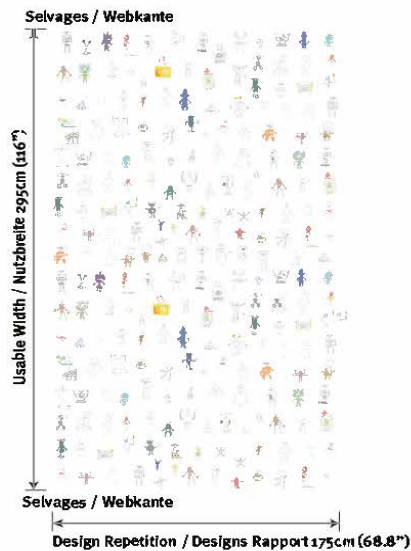 Selvages / Webkante
Usable Width / Nutzbreite 295cm (116”)
Selvages / Webkante
Design Repetition / Designs Rapport 175cm (68.8”)